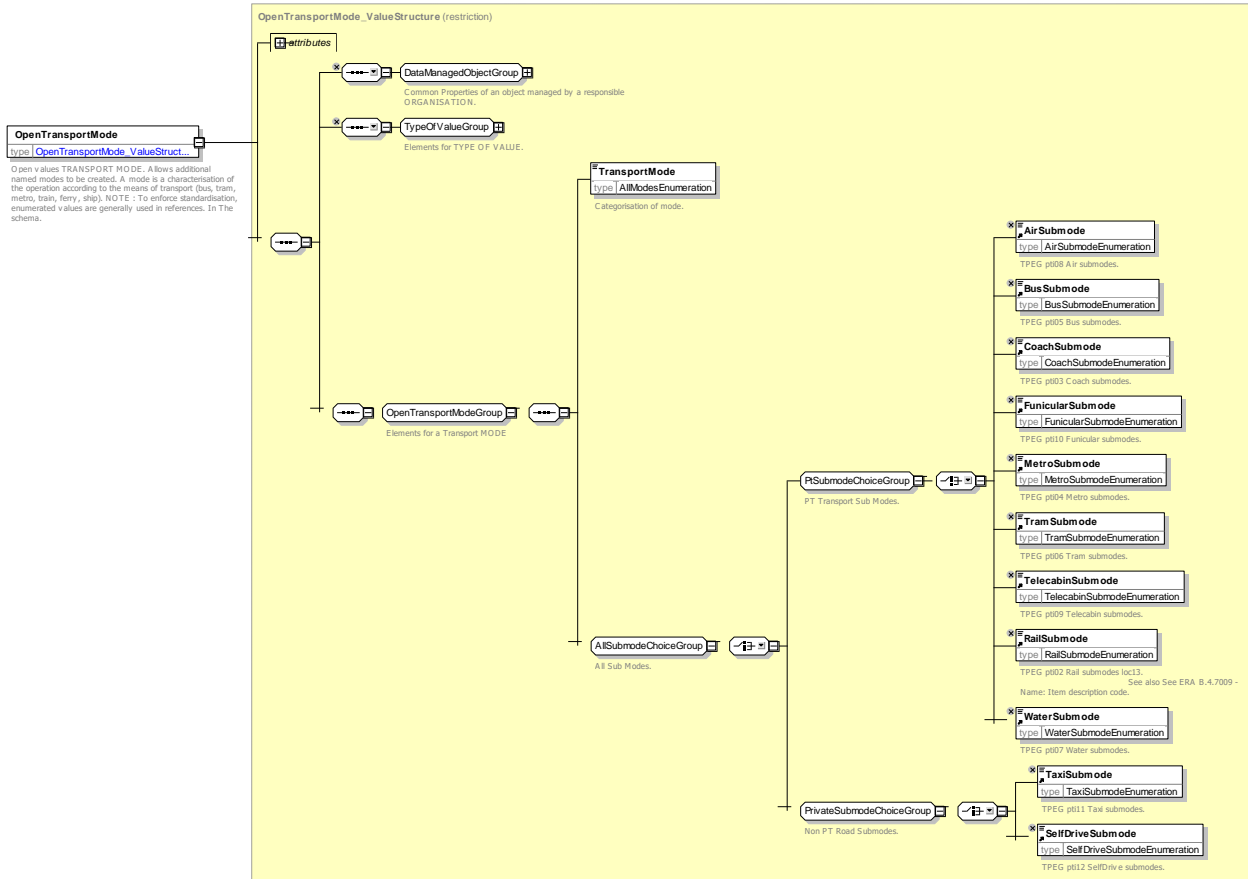 OpenTransportMode_ValueStructure (restriction)
attributes
DataManagedObjectGroup
Common Properties of an object managed by a responsible
ORGANISATION.
TypeOfValueGroup
Elements for TYPE OF VALUE.
OpenTransportMode
type OpenTransportMode_ValueStruct...
Open values TRANSPORT MODE. Allows additional
named modes to be created. A mode is a characterisation of
the operation according to the means of transport (bus, tram,
metro, train, ferry, ship). NOTE : To enforce standardisation,
enumerated values are generally used in references. In The
schema.
TransportMode
type AllModesEnumeration
Categorisation of mode.
OpenTransportModeGroup
Elements for a Transport MODE
AllSubmodeChoiceGroup
All Sub Modes.
PtSubmodeChoiceGroup
PT Transport Sub Modes.
AirSubmode
type AirSubmodeEnumeration
TPEG pti08 Air submodes.
BusSubmode
type BusSubmodeEnumeration
TPEG pti05 Bus submodes.
CoachSubmode
type CoachSubmodeEnumeration
TPEG pti03 Coach submodes.
FunicularSubmode
type FunicularSubmodeEnumeration
TPEG pti10 Funicular submodes.
MetroSubmode
type MetroSubmodeEnumeration
TPEG pti04 Metro submodes.
TramSubmode
type TramSubmodeEnumeration
TPEG pti06 Tram submodes.
TelecabinSubmode
type TelecabinSubmodeEnumeration
TPEG pti09 Telecabin submodes.
RailSubmode
type RailSubmodeEnumeration
TPEG pti02 Rail submodes loc13.
See also See ERA B.4.7009 -
Name: Item description code.
WaterSubmode
type WaterSubmodeEnumeration
TPEG pti07 Water submodes.
PrivateSubmodeChoiceGroup
Non PT Road Submodes.
TaxiSubmode
type TaxiSubmodeEnumeration
TPEG pti11 Taxi submodes.
SelfDriveSubmode
type SelfDriveSubmodeEnumeration
TPEG pti12 SelfDrive submodes.